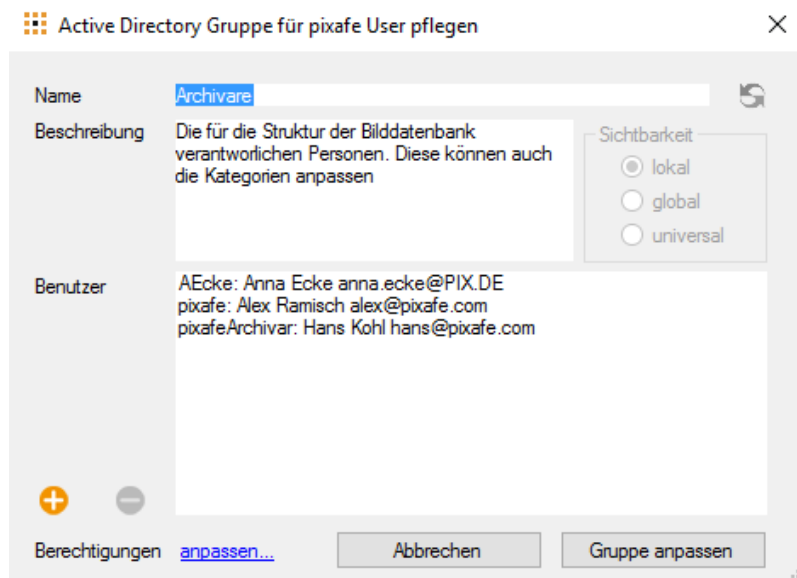 Active Directory Gruppe für pixafe User pflegen
Name
Archivare
Beschreibung
Die für die Struktur der Bilddatenbank
verantworlichen Personen. Diese können auch
die Kategorien anpassen
Sichtbarkeit
lokal
global
universal
Benutzer
AEcke: Anna Ecke anna.ecke@PIX.DE
pixafe: Alex Ramisch alex@pixafe.com
pixafeArchivar: Hans Kohl hans@pixafe.com
Berechtigungen
anpassen...
Abbrechen
Gruppe anpassen